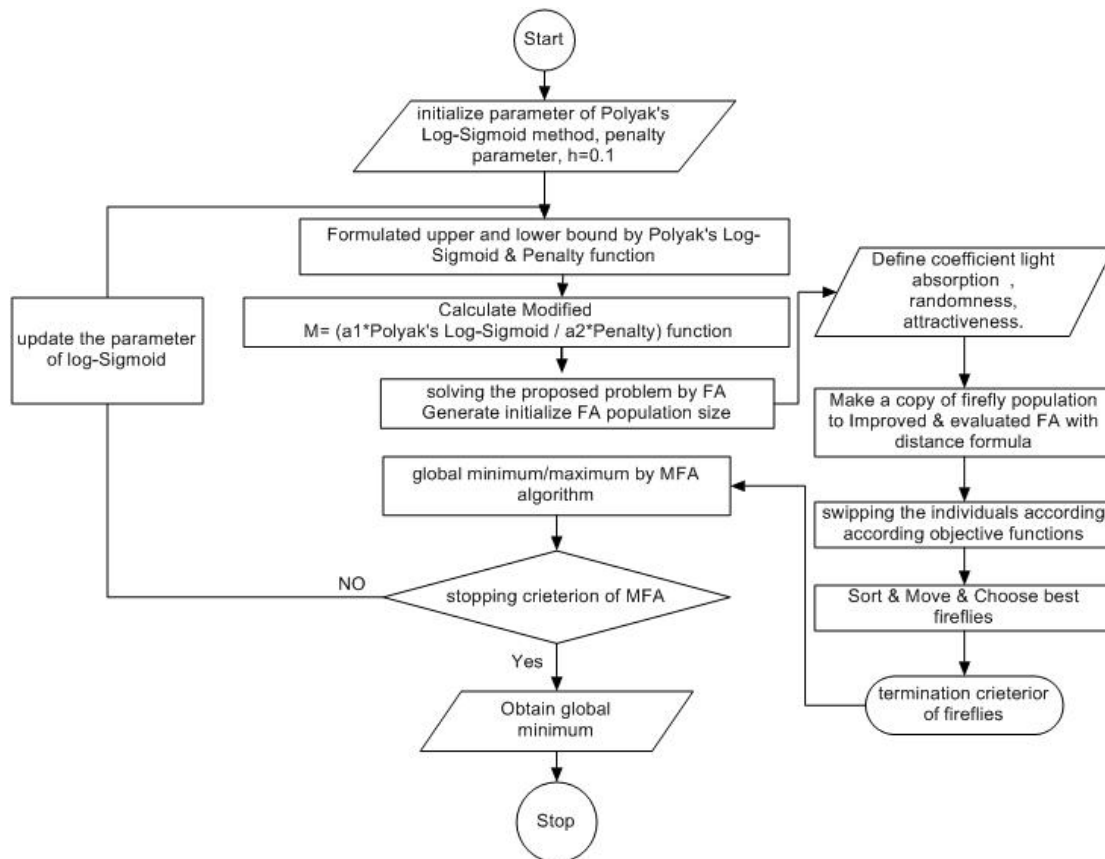 Start
initialize parameter of Polyak's
Log-Sigmoid method, penalty
parameter, h=0.1
Formulated upper and lower bound by Polyak's Log-
Sigmoid & Penalty function
Calculate Modified
M= (a1*Polyak's Log-Sigmoid / a2*Penalty) function
solving the proposed problem by FA
Generate initialize FA population size
Define coefficient light
absorption ,
randomness,
attractiveness.
Make a copy of firefly population
to Improved & evaluated FA with
distance formula
swipping the individuals according
according objective functions
Sort & Move & Choose best
fireflies
termination crieterior
of fireflies
global minimum/maximum by MFA
algorithm
stopping crieterion of MFA
NO
update the parameter
of log-Sigmoid
Yes
Obtain global
minimum
Stop